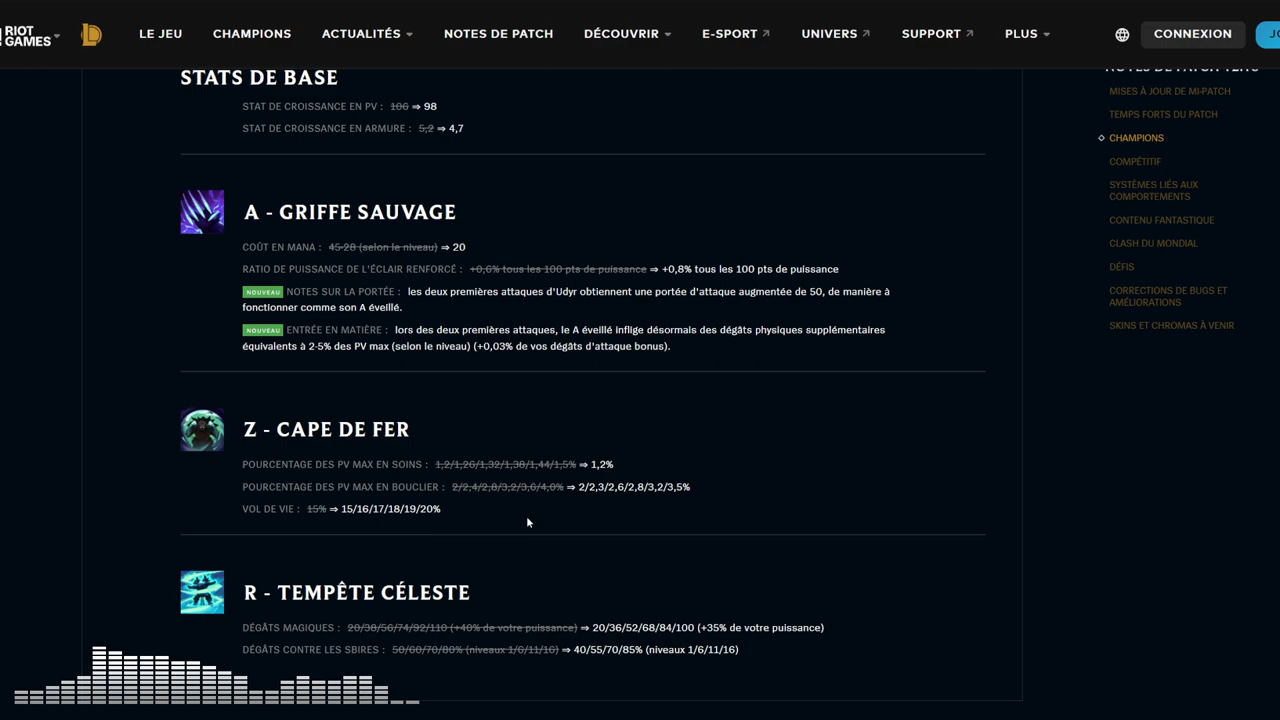 RIOT GAMES
LE JEU
CHAMPIONS
ACTUALITÉS
NOTES DE PATCH
DÉCOUVRIR
E-SPORT
UNIVERS
SUPPORT
PLUS
CONNEXION
STATS DE BASE
STAT DE CROISSANCE EN PV : 106 ⇒ 98
STAT DE CROISSANCE EN ARMURE : 5,2 ⇒ 4,7
A - GRIFFE SAUVAGE
COÛT EN MANA : 45-28 (selon le niveau) ⇒ 20
RATIO DE PUISSANCE DE L'ÉCLAIR RENFORCÉ : +0,6% tous les 100 pts de puissance ⇒ +0,8% tous les 100 pts de puissance
NOUVEAU NOTES SUR LA PORTÉE : les deux premières attaques d'Udyr obtiennent une portée d'attaque augmentée de 50, de manière à
fonctionner comme son A éveillé.
NOUVEAU ENTRÉE EN MATIÈRE : lors des deux premières attaques, le A éveillé inflige désormais des dégâts physiques supplémentaires
équivalents à 2-5% des PV max (selon le niveau) (+0,03% de vos dégâts d'attaque bonus).
Z - CAPE DE FER
POURCENTAGE DES PV MAX EN SOINS : 1,2/1,26/1,32/1,38/1,44/1,5% ⇒ 1,2%
POURCENTAGE DES PV MAX EN BOUCLIER : 2/2,4/2,8/3,2/3,6/4,0% ⇒ 2/2,3/2,6/2,8/3,2/3,5%
VOL DE VIE : 15% ⇒ 15/16/17/18/19/20%
R - TEMPÊTE CÉLESTE
DÉGÂTS MAGIQUES : 20/38/56/74/92/110 (+40% de votre puissance) ⇒ 20/36/52/68/84/100 (+35% de votre puissance)
DÉGÂTS CONTRE LES SBIRES : 50/60/70/80% (niveaux 1/6/11/16) ⇒ 40/55/70/85% (niveaux 1/6/11/16)
MISES À JOUR DE MI-PATCH
TEMPS FORTS DU PATCH
CHAMPIONS
COMPÉTITIF
SYSTÈMES LIÉS AUX
COMPORTEMENTS
CONTENU FANTASTIQUE
CLASH DU MONDIAL
DÉFIS
CORRECTIONS DE BUGS ET
AMÉLIORATIONS
SKINS ET CHROMAS À VENIR